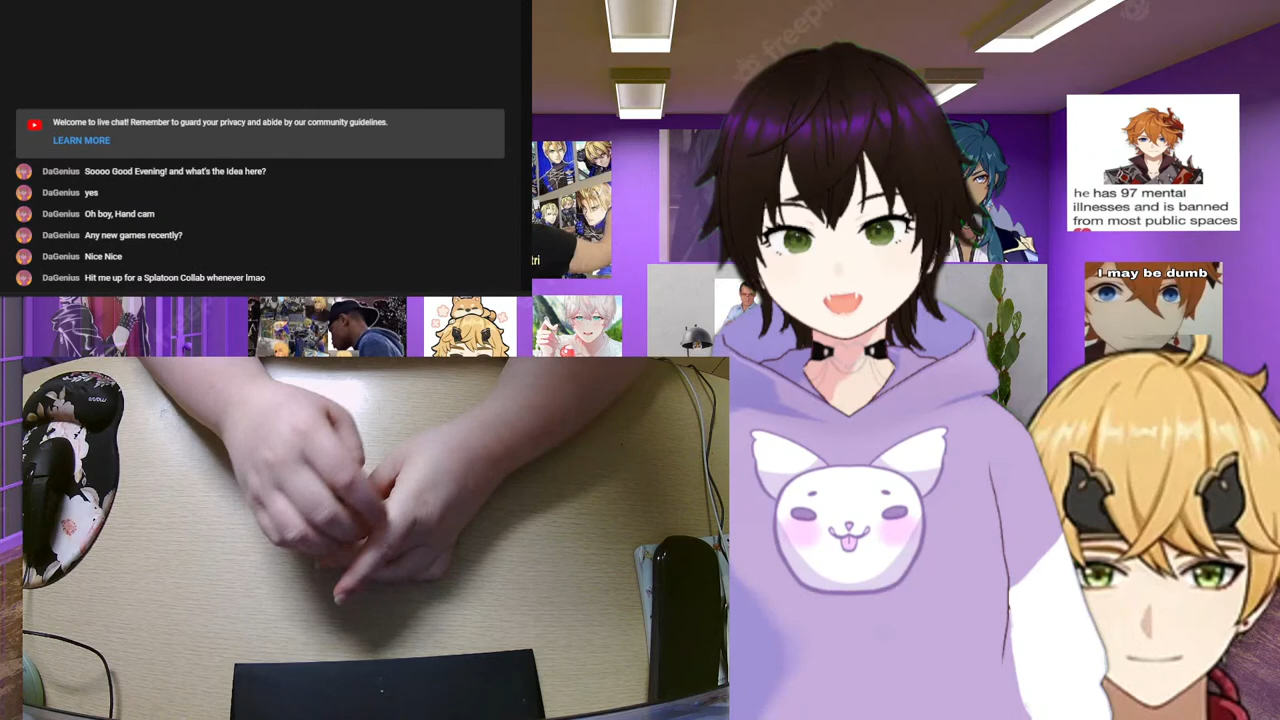 Welcome to live chat! Remember to guard your privacy and abide by our community guidelines.
LEARN MORE
DaGenius Soooo Good Evening! and what's the Idea here?
DaGenius yes
DaGenius Oh boy, Hand cam
DaGenius Any new games recently?
DaGenius Nice Nice
DaGenius Hit me up for a Splatoon Collab whenever lmao
he has 97 mental
illnesses and is banned
from most public spaces
I may be dumb